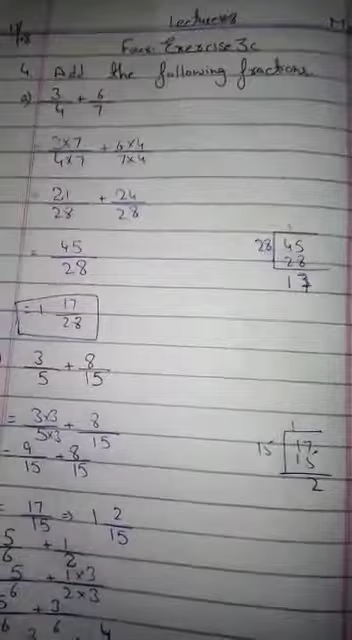 Lecture#8
Four Exercise 3c
4. Add the following fractions.
a) 3/4 + 6/7
= 3×7/4×7 + 6×4/7×4
= 21/28 + 24/28
= 45/28
28 45 28 17
= 1 17/28
3/5 + 8/15
= 3×3/5×3 + 8/15
= 9/15 + 8/15
1 15 17 15 2
= 17/15 ⇒ 1 2/15
5/6 + 1/2
5/6 + 1×3/2×3
5/6 + 3/6